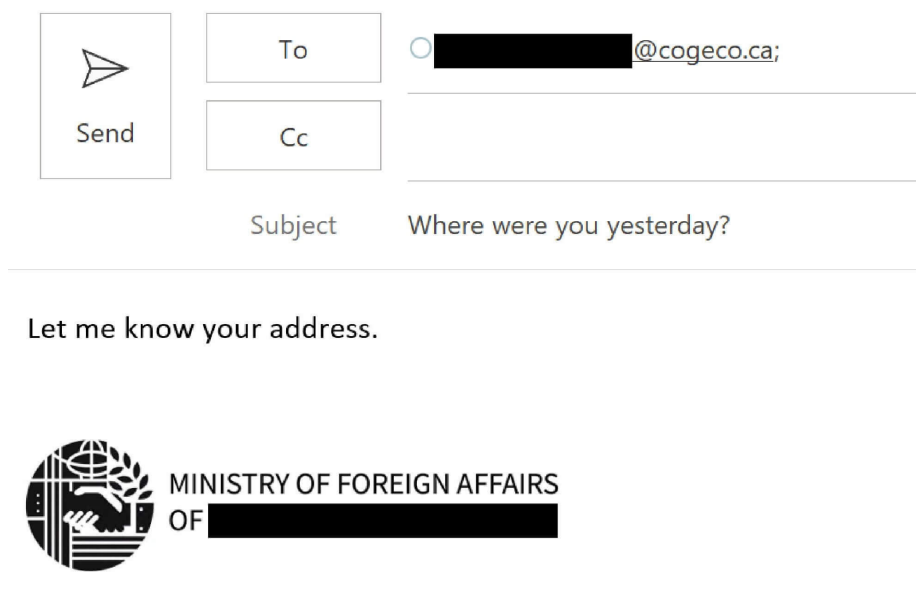 Send
To
@cogeco.ca;
Cc
Subject
Where were you yesterday?
Let me know your address.
MINISTRY OF FOREIGN AFFAIRS
OF